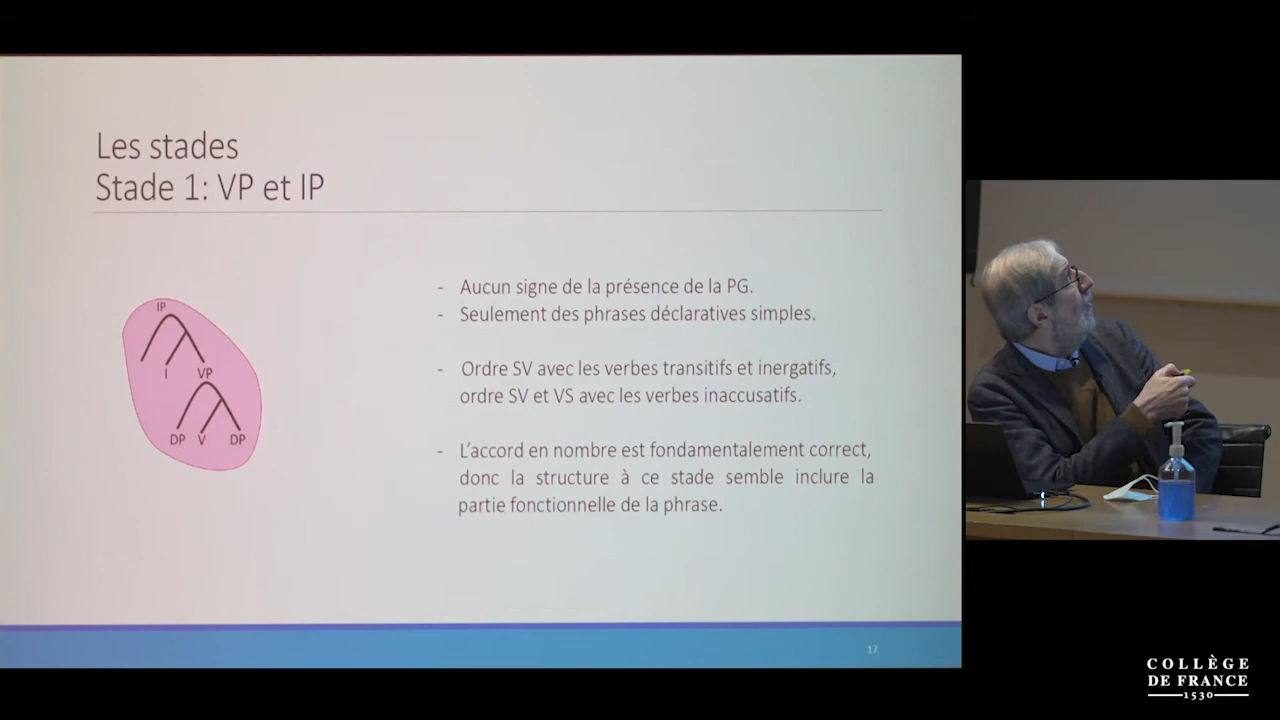 Les stades
Stade 1: VP et IP
IP
I VP
DP V DP
- Aucun signe de la présence de la PG.
- Seulement des phrases déclaratives simples.
- Ordre SV avec les verbes transitifs et inergatifs,
ordre SV et VS avec les verbes inaccusatifs.
- L'accord en nombre est fondamentalement correct,
donc la structure à ce stade semble inclure la
partie fonctionnelle de la phrase.
17
COLLÈGE
DE FRANCE
1530